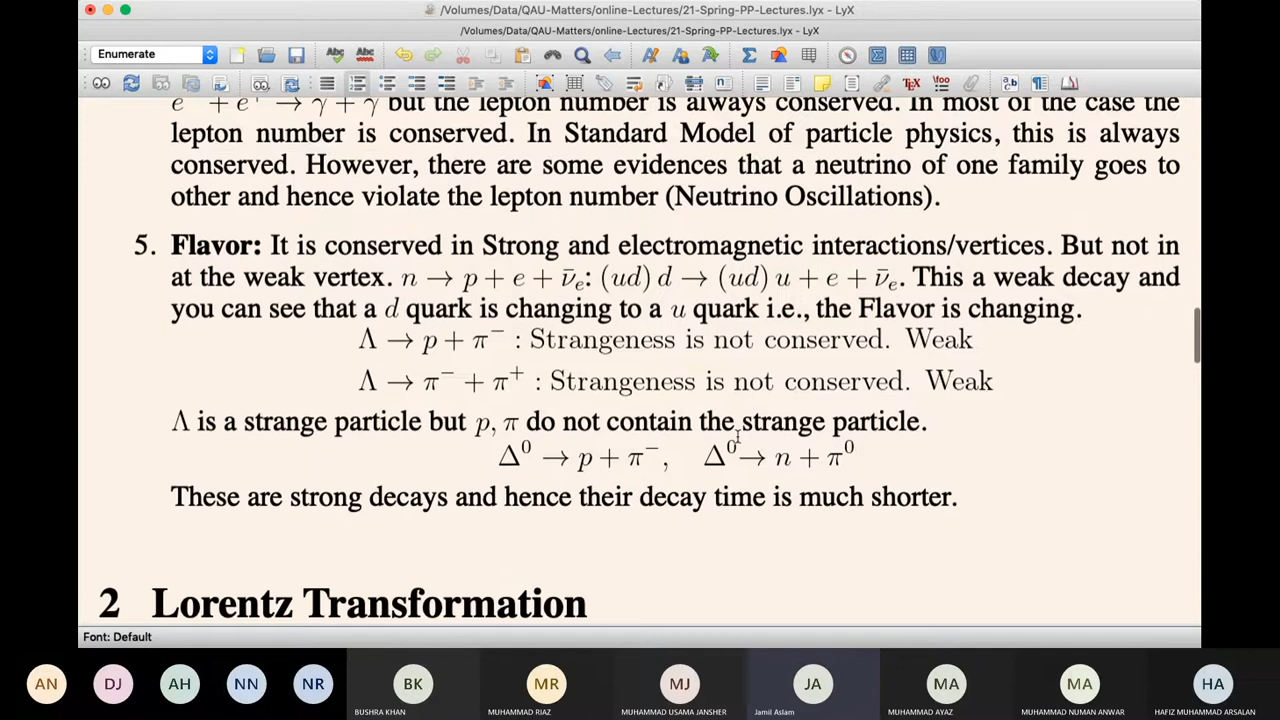 /Volumes/Data/QAU-Matters/online-Lectures/21-Spring-PP-Lectures.lyx - LyX
/Volumes/Data/QAU-Matters/online-Lectures/21-Spring-PP-Lectures.lyx - LyX
Enumerate
e⁻ + e⁺ → γ + γ but the lepton number is always conserved. In most of the case the
lepton number is conserved. In Standard Model of particle physics, this is always
conserved. However, there are some evidences that a neutrino of one family goes to
other and hence violate the lepton number (Neutrino Oscillations).
5. Flavor: It is conserved in Strong and electromagnetic interactions/vertices. But not in
at the weak vertex. n → p + e + ν̄ₑ: (ud) d → (ud) u + e + ν̄ₑ. This a weak decay and
you can see that a d quark is changing to a u quark i.e., the Flavor is changing.
Λ → p + π⁻ : Strangeness is not conserved. Weak
Λ → π⁻ + π⁺ : Strangeness is not conserved. Weak
Λ is a strange particle but p, π do not contain the strange particle.
Δ⁰ → p + π⁻, Δ⁰ → n + π⁰
These are strong decays and hence their decay time is much shorter.
2 Lorentz Transformation
Font: Default
AN DJ AH NN NR BK MR MJ JA MA MA HA
BUSHRA KHAN MUHAMMAD RIAZ MUHAMMAD USAMA JANSHER Jamil Aslam MUHAMMAD AYAZ MUHAMMAD NUMAN ANWAR HAFIZ MUHAMMAD ARSALAN